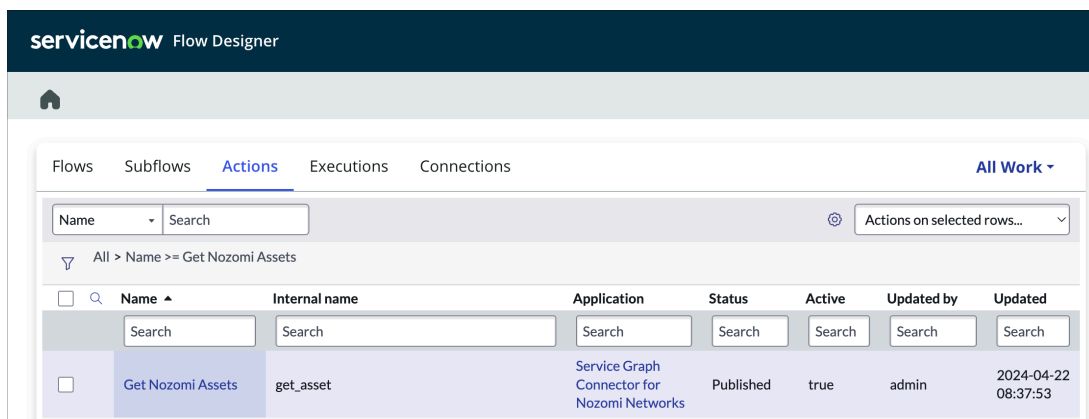 servicenow Flow Designer
Flows Subflows Actions Executions Connections All Work
Name Search Actions on selected rows...
All > Name >= Get Nozomi Assets
Name Internal name Application Status Active Updated by Updated
Search Search Search Search Search Search Search
Get Nozomi Assets get_asset Service Graph Connector for Nozomi Networks Published true admin 2024-04-22 08:37:53